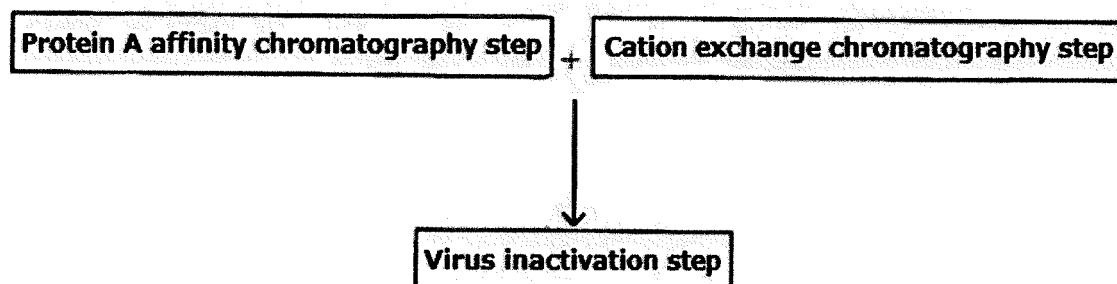 Protein A affinity chromatography step + Cation exchange chromatography step
Virus inactivation step